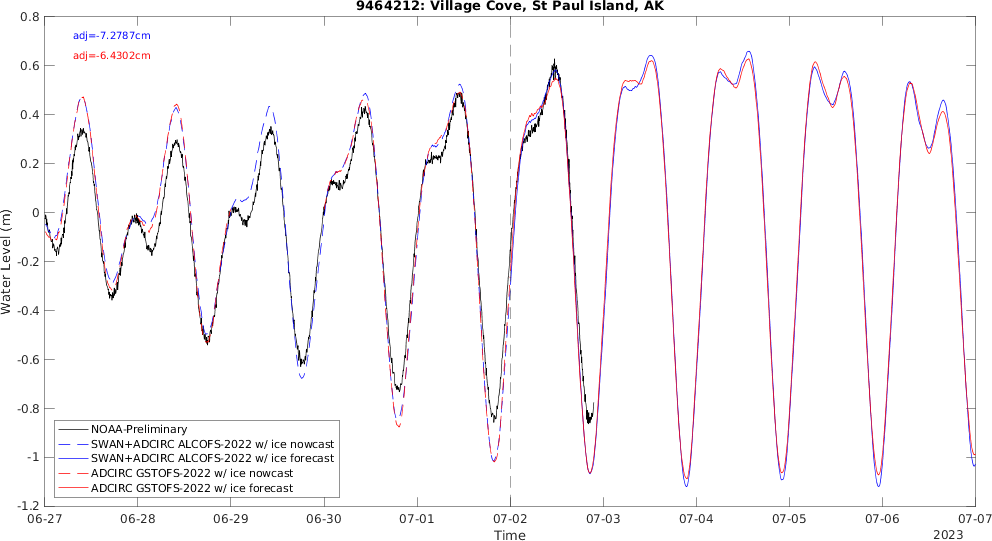 9464212: Village Cove, St Paul Island, AK
adj=-7.2787cm
adj=-6.4302cm
0.8
0.6
0.4
0.2
0
-0.2
-0.4
-0.6
-0.8
-1
-1.2
Water Level (m)
NOAA-Preliminary
SWAN+ADCIRC ALCOFS-2022 w/ ice nowcast
SWAN+ADCIRC ALCOFS-2022 w/ ice forecast
ADCIRC GSTOFS-2022 w/ ice nowcast
ADCIRC GSTOFS-2022 w/ ice forecast
06-27 06-28 06-29 06-30 07-01 07-02 07-03 07-04 07-05 07-06 07-07
Time
2023